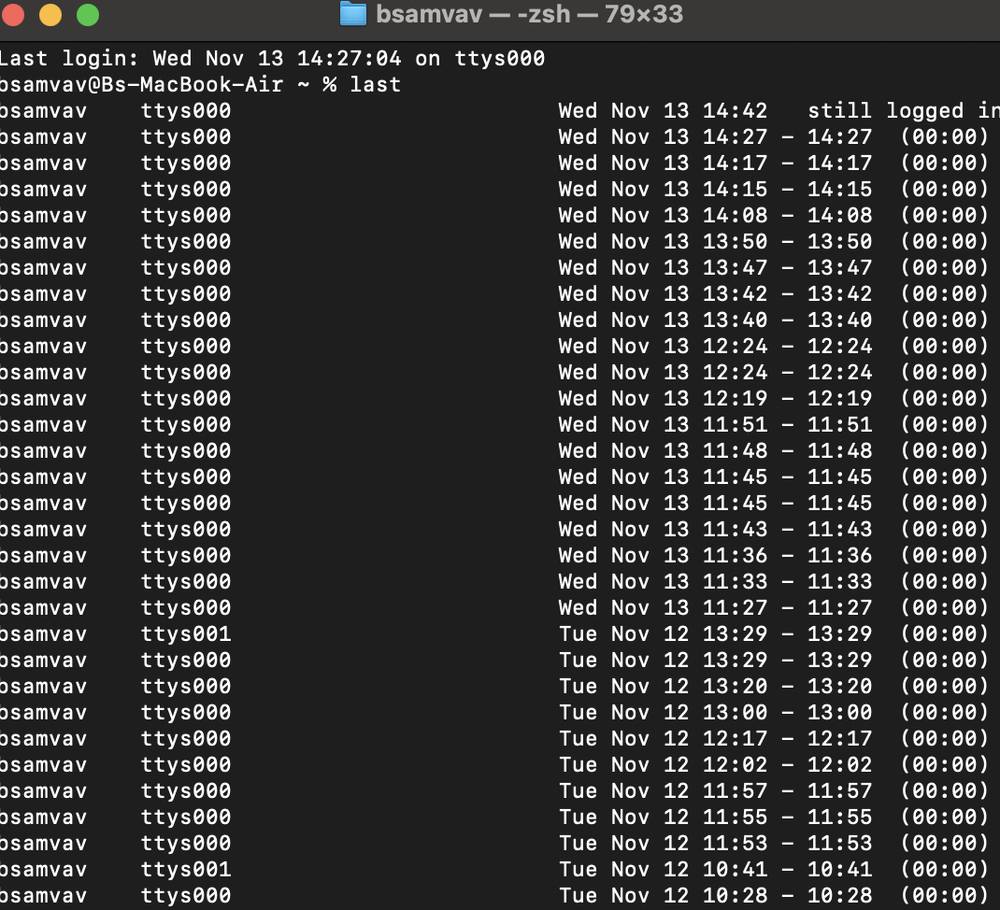 bsamvav — -zsh — 79×33
Last login: Wed Nov 13 14:27:04 on ttys000
bsamvav@Bs-MacBook-Air ~ % last
bsamvav    ttys000                         Wed Nov 13 14:42   still logged in
bsamvav    ttys000                         Wed Nov 13 14:27 - 14:27  (00:00)
bsamvav    ttys000                         Wed Nov 13 14:17 - 14:17  (00:00)
bsamvav    ttys000                         Wed Nov 13 14:15 - 14:15  (00:00)
bsamvav    ttys000                         Wed Nov 13 14:08 - 14:08  (00:00)
bsamvav    ttys000                         Wed Nov 13 13:50 - 13:50  (00:00)
bsamvav    ttys000                         Wed Nov 13 13:47 - 13:47  (00:00)
bsamvav    ttys000                         Wed Nov 13 13:42 - 13:42  (00:00)
bsamvav    ttys000                         Wed Nov 13 13:40 - 13:40  (00:00)
bsamvav    ttys000                         Wed Nov 13 12:24 - 12:24  (00:00)
bsamvav    ttys000                         Wed Nov 13 12:24 - 12:24  (00:00)
bsamvav    ttys000                         Wed Nov 13 12:19 - 12:19  (00:00)
bsamvav    ttys000                         Wed Nov 13 11:51 - 11:51  (00:00)
bsamvav    ttys000                         Wed Nov 13 11:48 - 11:48  (00:00)
bsamvav    ttys000                         Wed Nov 13 11:45 - 11:45  (00:00)
bsamvav    ttys000                         Wed Nov 13 11:45 - 11:45  (00:00)
bsamvav    ttys000                         Wed Nov 13 11:43 - 11:43  (00:00)
bsamvav    ttys000                         Wed Nov 13 11:36 - 11:36  (00:00)
bsamvav    ttys000                         Wed Nov 13 11:33 - 11:33  (00:00)
bsamvav    ttys000                         Wed Nov 13 11:27 - 11:27  (00:00)
bsamvav    ttys001                         Tue Nov 12 13:29 - 13:29  (00:00)
bsamvav    ttys000                         Tue Nov 12 13:29 - 13:29  (00:00)
bsamvav    ttys000                         Tue Nov 12 13:20 - 13:20  (00:00)
bsamvav    ttys000                         Tue Nov 12 13:00 - 13:00  (00:00)
bsamvav    ttys000                         Tue Nov 12 12:17 - 12:17  (00:00)
bsamvav    ttys000                         Tue Nov 12 12:02 - 12:02  (00:00)
bsamvav    ttys000                         Tue Nov 12 11:57 - 11:57  (00:00)
bsamvav    ttys000                         Tue Nov 12 11:55 - 11:55  (00:00)
bsamvav    ttys000                         Tue Nov 12 11:53 - 11:53  (00:00)
bsamvav    ttys001                         Tue Nov 12 10:41 - 10:41  (00:00)
bsamvav    ttys000                         Tue Nov 12 10:28 - 10:28  (00:00)